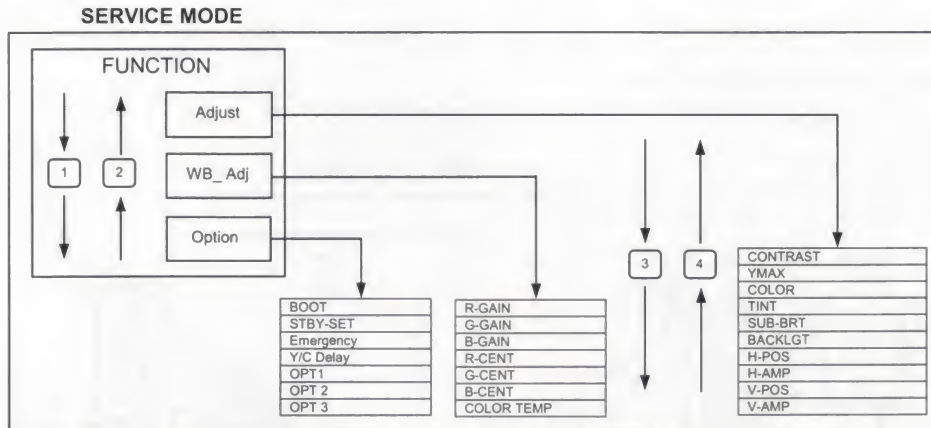 SERVICE MODE
FUNCTION
1
2
Adjust
WB_ Adj
Option
3
4
BOOT
STBY-SET
Emergency
Y/C Delay
OPT1
OPT 2
OPT 3
R-GAIN
G-GAIN
B-GAIN
R-CENT
G-CENT
B-CENT
COLOR TEMP
CONTRAST
YMAX
COLOR
TINT
SUB-BRT
BACKLGT
H-POS
H-AMP
V-POS
V-AMP